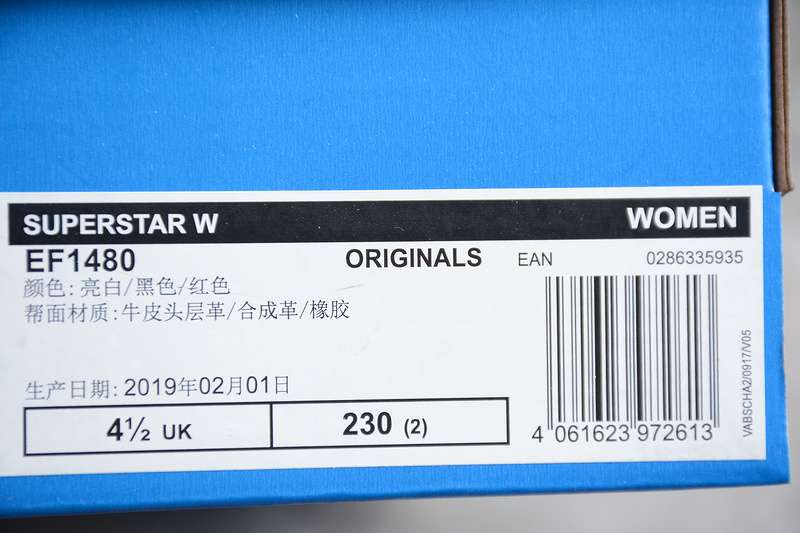 SUPERSTAR W
WOMEN
EF1480
ORIGINALS
EAN
0286335935
颜色: 亮白/黑色/红色
帮面材质: 牛皮头层革/合成革/橡胶
生产日期: 2019年02月01日
4½ UK
230 (2)
4 061623 972613
VABSCHA2/0917/V05